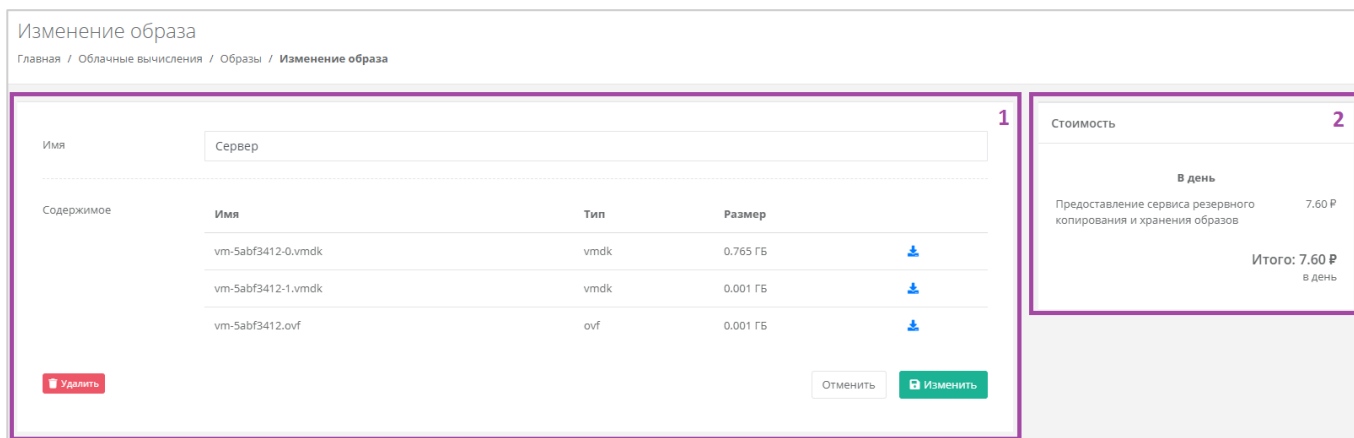 Изменение образа
Главная / Облачные вычисления / Образы / Изменение образа
1
Имя Сервер
Содержимое Имя Тип Размер
vm-5abf3412-0.vmdk vmdk 0.765 ГБ
vm-5abf3412-1.vmdk vmdk 0.001 ГБ
vm-5abf3412.ovf ovf 0.001 ГБ
Удалить Отменить Изменить
Стоимость 2
В день
Предоставление сервиса резервного 7.60 ₽
копирования и хранения образов
Итого: 7.60 ₽
в день